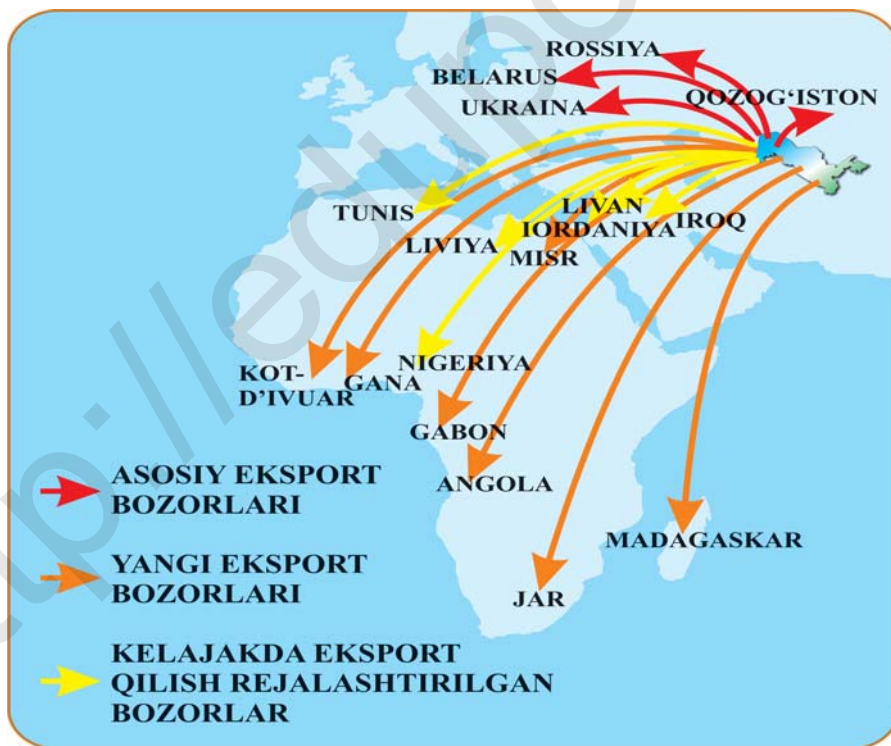 ROSSIYA
BELARUS
QOZOG‘ISTON
UKRAINA
TUNIS
LIVAN
LIVIYA
IORDANIYA
IROQ
MISR
KOT-
D’IVUAR
GANA
NIGERIYA
GABON
ANGOLA
MADAGASKAR
JAR
ASOSIY EKSPORT
BOZORLARI
YANGI EKSPORT
BOZORLARI
KELAJAKDA EKSPORT
QILISH REJALASHTIRILGAN
BOZORLAR